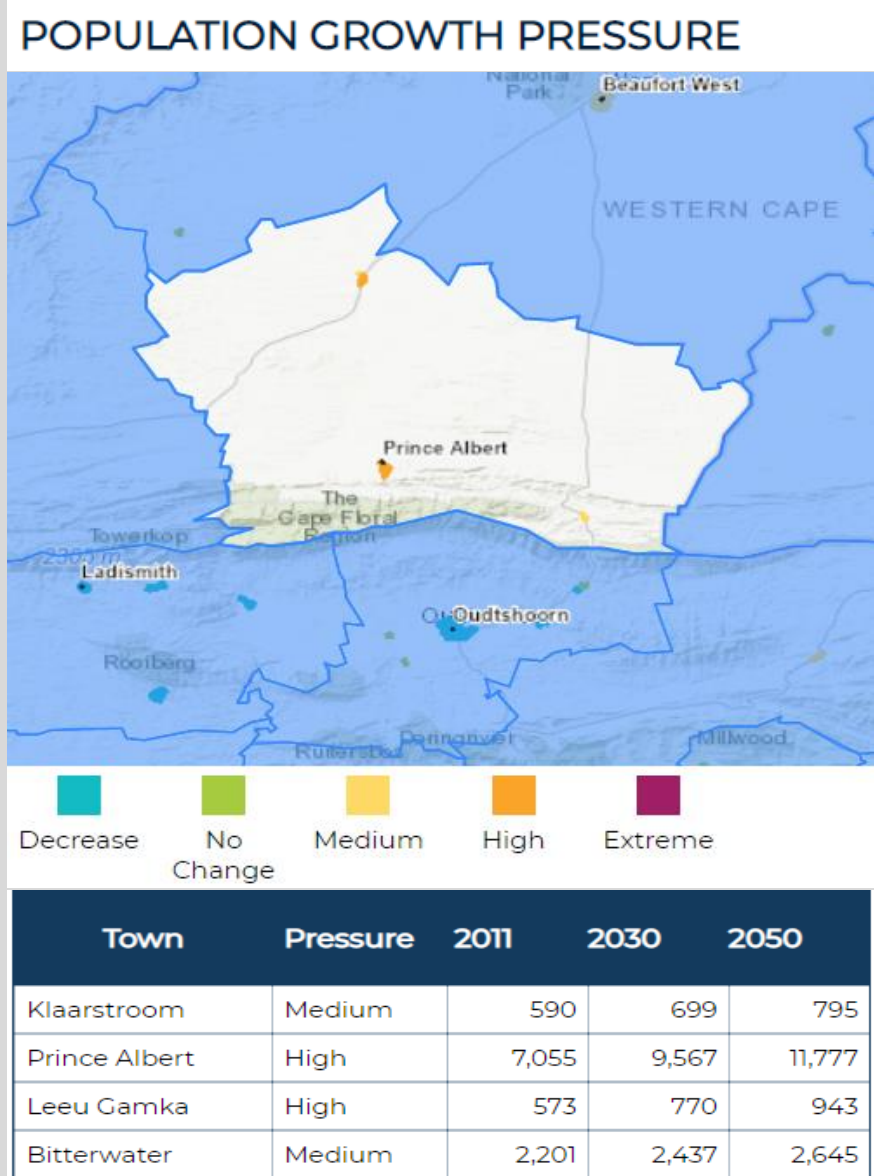 POPULATION GROWTH PRESSURE
National
Park
Beaufort West
WESTERN CAPE
Prince Albert
The
Cape Floral
Region
Towerkop
2305 m
Ladismith
Oudtshoorn
Rooiberg
Millwood
Decrease No Change Medium High Extreme
Town Pressure 2011 2030 2050
Klaarstroom Medium 590 699 795
Prince Albert High 7,055 9,567 11,777
Leeu Gamka High 573 770 943
Bitterwater Medium 2,201 2,437 2,645